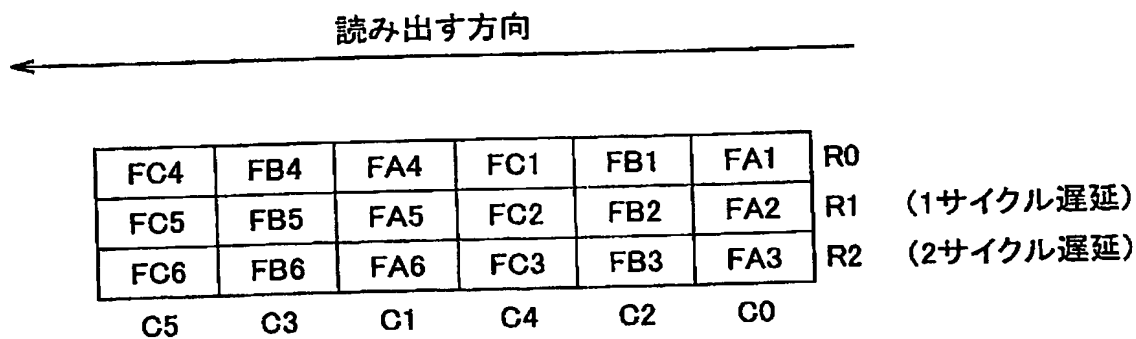 読み出す方向
FC4 FB4 FA4 FC1 FB1 FA1 R0
FC5 FB5 FA5 FC2 FB2 FA2 R1 (1サイクル遅延)
FC6 FB6 FA6 FC3 FB3 FA3 R2 (2サイクル遅延)
C5 C3 C1 C4 C2 C0